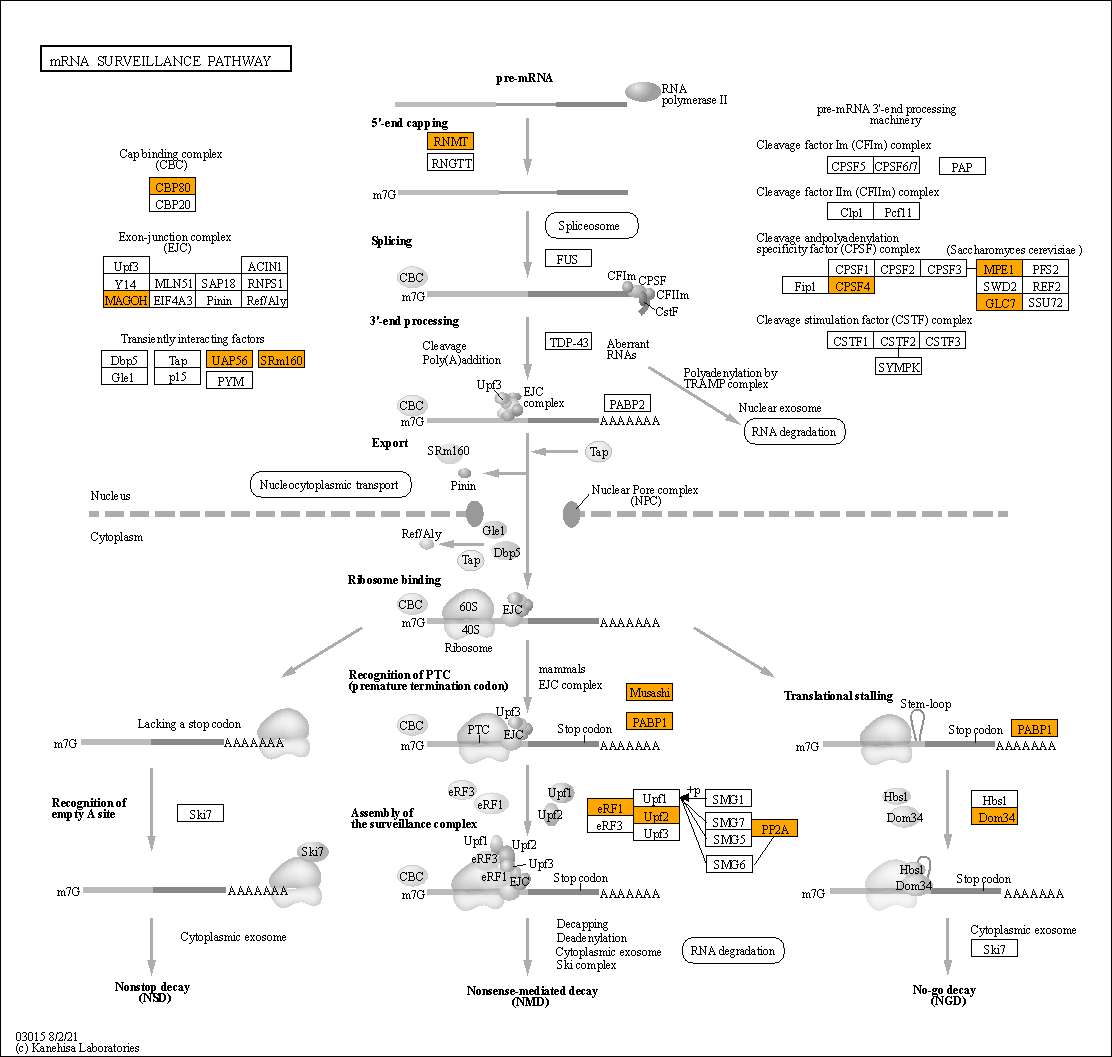 mRNA SURVEILLANCE PATHWAY
pre-mRNA
RNA
polymerase II
5'-end capping
RNMT
RNGTT
m7G
Cap binding complex
(CBC)
CBP80
CBP20
Exon-junction complex
(EJC)
Upf3
ACIN1
Y14
MLN51
SAP18
RNPS1
MAGOH
EIF4A3
Pinin
Ref/Aly
Transiently interacting factors
Dbp5
Tap
UAP56
SRm160
Gle1
p15
PYM
pre-mRNA 3'-end processing
machinery
Cleavage factor Im (CFIm) complex
CPSF5
CPSF6/7
PAP
Cleavage factor IIm (CFIIm) complex
Clp1
Pcf11
Cleavage andpolyadenylation
specificity factor (CPSF) complex
(Saccharomyces cerevisiae )
CPSF1
CPSF2
CPSF3
MPE1
PFS2
Fip1
CPSF4
SWD2
REF2
GLC7
SSU72
Cleavage stimulation factor (CSTF) complex
CSTF1
CSTF2
CSTF3
SYMPK
Spliceosome
Splicing
FUS
CBC
m7G
CFIm
CPSF
CFIIm
CstF
3'-end processing
Cleavage
Poly(A)addition
TDP-43
Aberrant
RNAs
Polyadenylation by
TRAMP complex
Nuclear exosome
RNA degradation
Upf3
EJC
complex
CBC
m7G
PABP2
AAAAAAA
Export
SRm160
Tap
Pinin
Nucleocytoplasmic transport
Nucleus
Nuclear Pore complex
(NPC)
Cytoplasm
Ref/Aly
Gle1
Dbp5
Tap
Ribosome binding
CBC
m7G
60S
40S
EJC
AAAAAAA
Ribosome
Recognition of PTC
(premature termination codon)
mammals
EJC complex
Musashi
PABP1
Upf3
CBC
m7G
PTC
EJC
Stop codon
AAAAAAA
Lacking a stop codon
m7G
AAAAAAA
Translational stalling
Stem-loop
m7G
Stop codon
PABP1
AAAAAAA
Recognition of
empty A site
Ski7
Ski7
m7G
AAAAAAA
Cytoplasmic exosome
Nonstop decay
(NSD)
eRF3
eRF1
Upf1
Upf2
Assembly of
the surveillance complex
eRF1
eRF3
Upf1
Upf2
Upf3
+p
SMG1
SMG7
SMG5
SMG6
PP2A
Upf1
Upf2
eRF3
Upf3
eRF1
EJC
CBC
m7G
Stop codon
AAAAAAA
Decapping
Deadenylation
Cytoplasmic exosome
Ski complex
RNA degradation
Nonsense-mediated decay
(NMD)
Hbs1
Dom34
Hbs1
Dom34
Hbs1
Dom34
m7G
Stop codon
AAAAAAA
Cytoplasmic exosome
Ski7
No-go decay
(NGD)
03015 8/2/21
(c) Kanehisa Laboratories